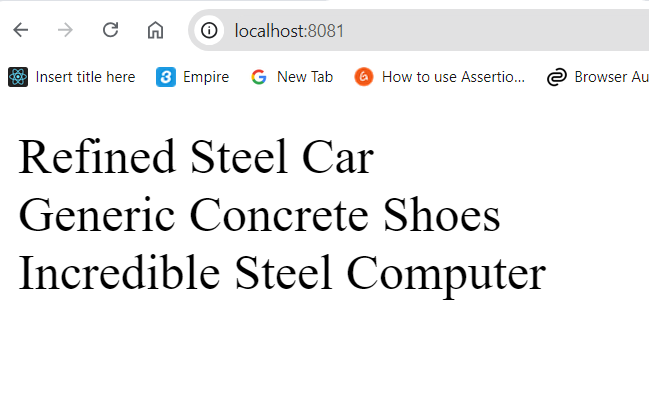 localhost:8081
Insert title here Empire New Tab How to use Assertio... Browser Au
Refined Steel Car
Generic Concrete Shoes
Incredible Steel Computer